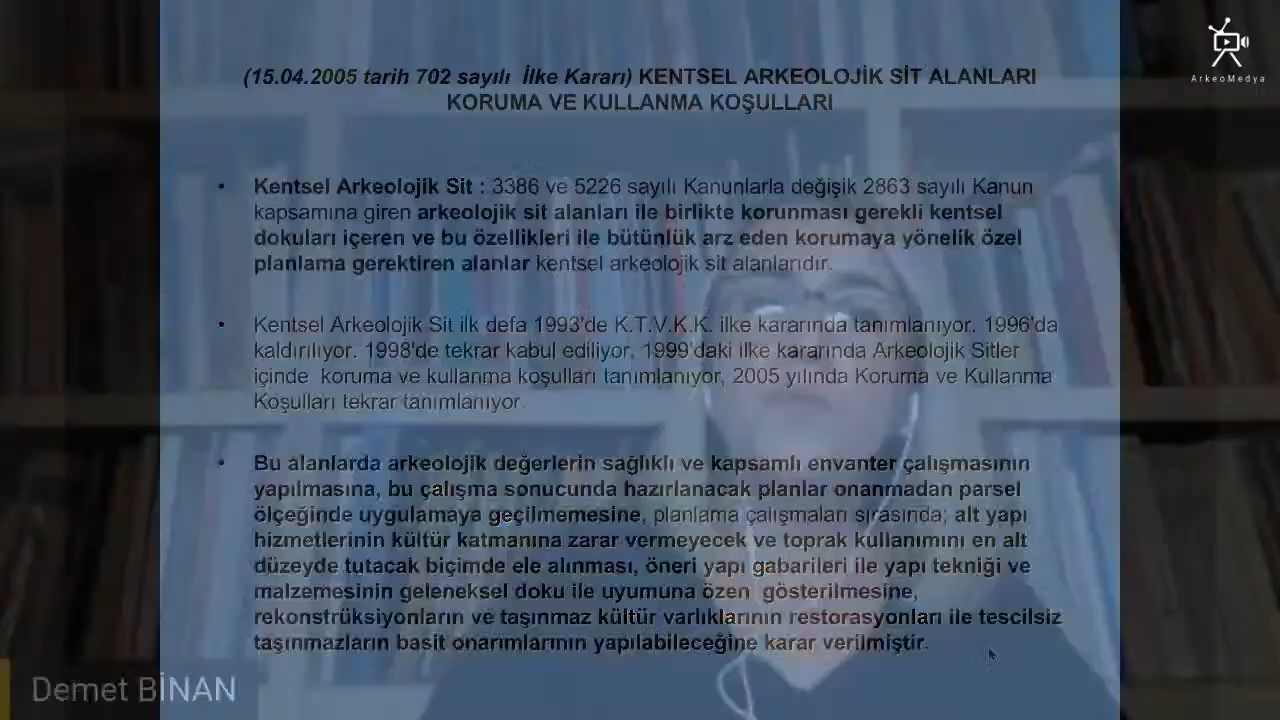 ArkeoMedya
(15.04.2005 tarih 702 sayılı İlke Kararı) KENTSEL ARKEOLOJİK SİT ALANLARI
KORUMA VE KULLANMA KOŞULLARI
• Kentsel Arkeolojik Sit : 3386 ve 5226 sayılı Kanunlarla değişik 2863 sayılı Kanun
kapsamına giren arkeolojik sit alanları ile birlikte korunması gerekli kentsel
dokuları içeren ve bu özellikleri ile bütünlük arz eden korumaya yönelik özel
planlama gerektiren alanlar kentsel arkeolojik sit alanlarıdır.
• Kentsel Arkeolojik Sit ilk defa 1993'de K.T.V.K.K. ilke kararında tanımlanıyor. 1996'da
kaldırılıyor. 1998'de tekrar kabul ediliyor, 1999'daki ilke kararında Arkeolojik Sitler
içinde koruma ve kullanma koşulları tanımlanıyor, 2005 yılında Koruma ve Kullanma
Koşulları tekrar tanımlanıyor.
• Bu alanlarda arkeolojik değerlerin sağlıklı ve kapsamlı envanter çalışmasının
yapılmasına, bu çalışma sonucunda hazırlanacak planlar onanmadan parsel
ölçeğinde uygulamaya geçilmemesine, planlama çalışmaları sırasında; alt yapı
hizmetlerinin kültür katmanına zarar vermeyecek ve toprak kullanımını en alt
düzeyde tutacak biçimde ele alınması, öneri yapı gabarileri ile yapı tekniği ve
malzemesinin geleneksel doku ile uyumuna özen gösterilmesine,
rekonstrüksiyonların ve taşınmaz kültür varlıklarının restorasyonları ile tescilsiz
taşınmazların basit onarımlarının yapılabileceğine karar verilmiştir.
Demet BİNAN